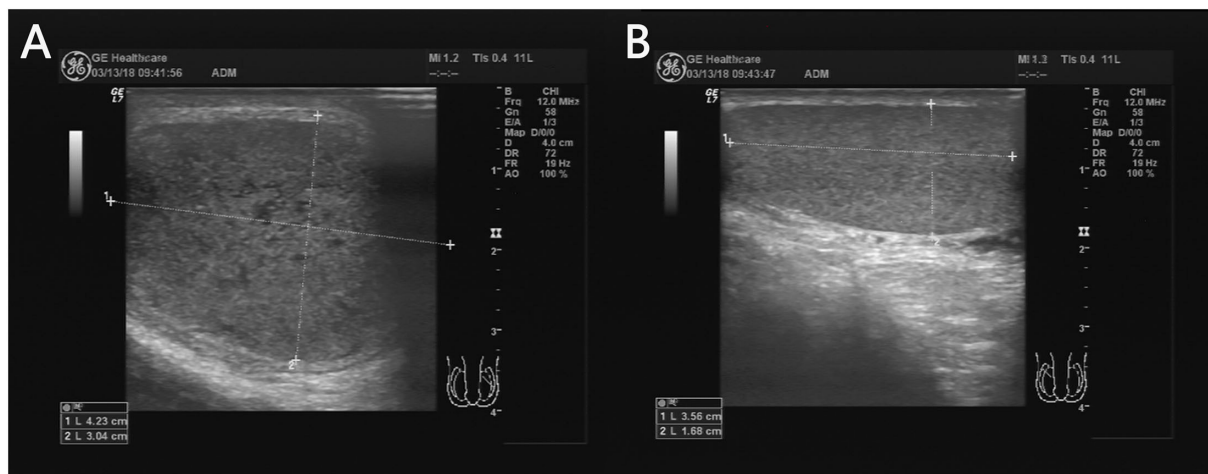 A
GE Healthcare
03/13/18 09:41:56 ADM
MI 1.2 TIs 0.4 11L
--:--:--
GE
L7
B CHI
Frq 12.0 MHz
Gn 58
E/A 1/3
Map D/0/0
D 4.0 cm
DR 72
FR 19 Hz
AO 100 %
1
2
1
2
3
4
1 L 4.23 cm
2 L 3.04 cm
B
GE Healthcare
03/13/18 09:43:47 ADM
TIs 0.4 11L
--:--:--
GE
L7
B CHI
Frq 12.0 MHz
Gn 58
E/A 1/3
Map D/0/0
D 4.0 cm
DR 72
FR 19 Hz
AO 100 %
1
2
1
2
3
4
1 L 3.56 cm
2 L 1.68 cm